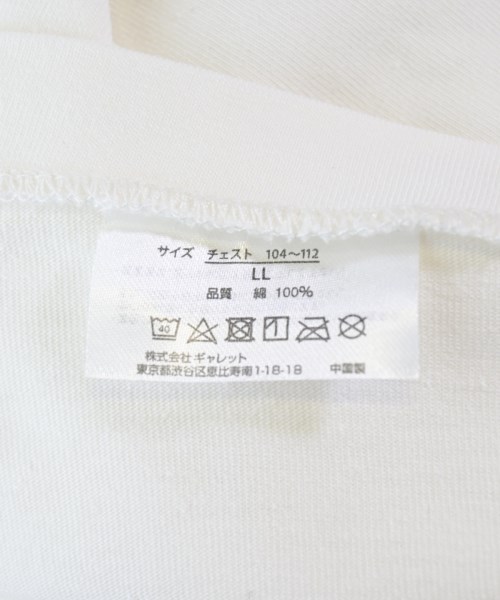 サイズ チェスト 104～112
LL
品質 綿 100%
40
株式会社ギャレット
東京都渋谷区恵比寿南1-18-18 中国製